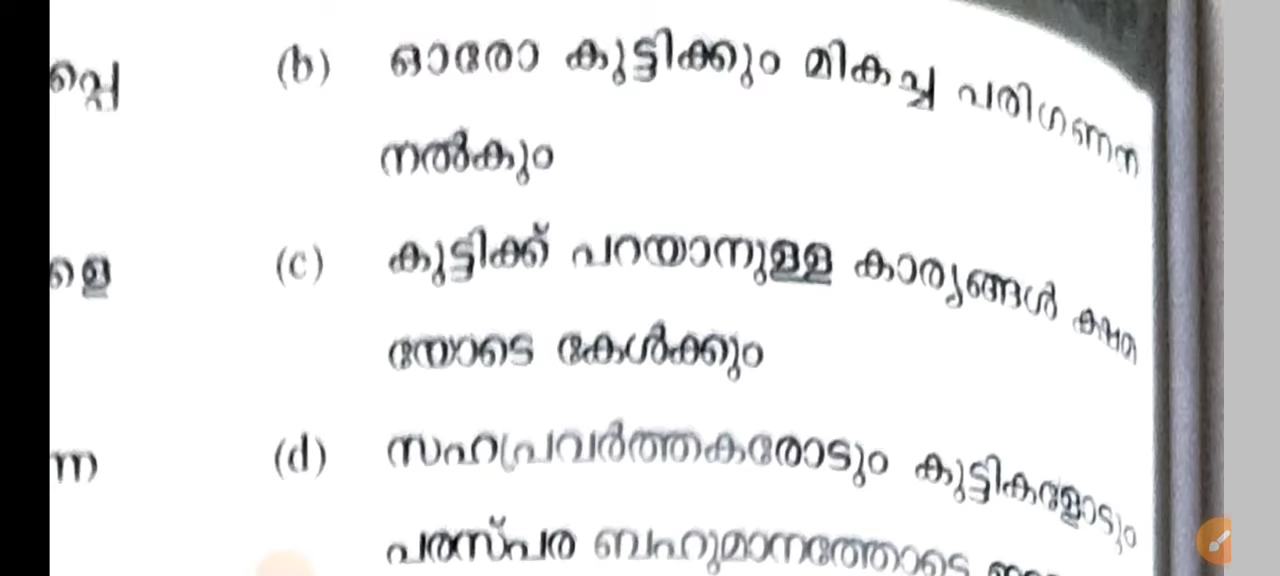 പ്പെ (b) ഓരോ കുട്ടിക്കും മികച്ച പരിഗണന
നൽകും
ളെ (c) കുട്ടിക്ക് പറയാനുള്ള കാര്യങ്ങൾ ക്ഷമ
യോടെ കേൾക്കും
ന്ന (d) സഹപ്രവർത്തകരോടും കുട്ടികളോടും
പരസ്പര ബഹുമാനത്തോടെ